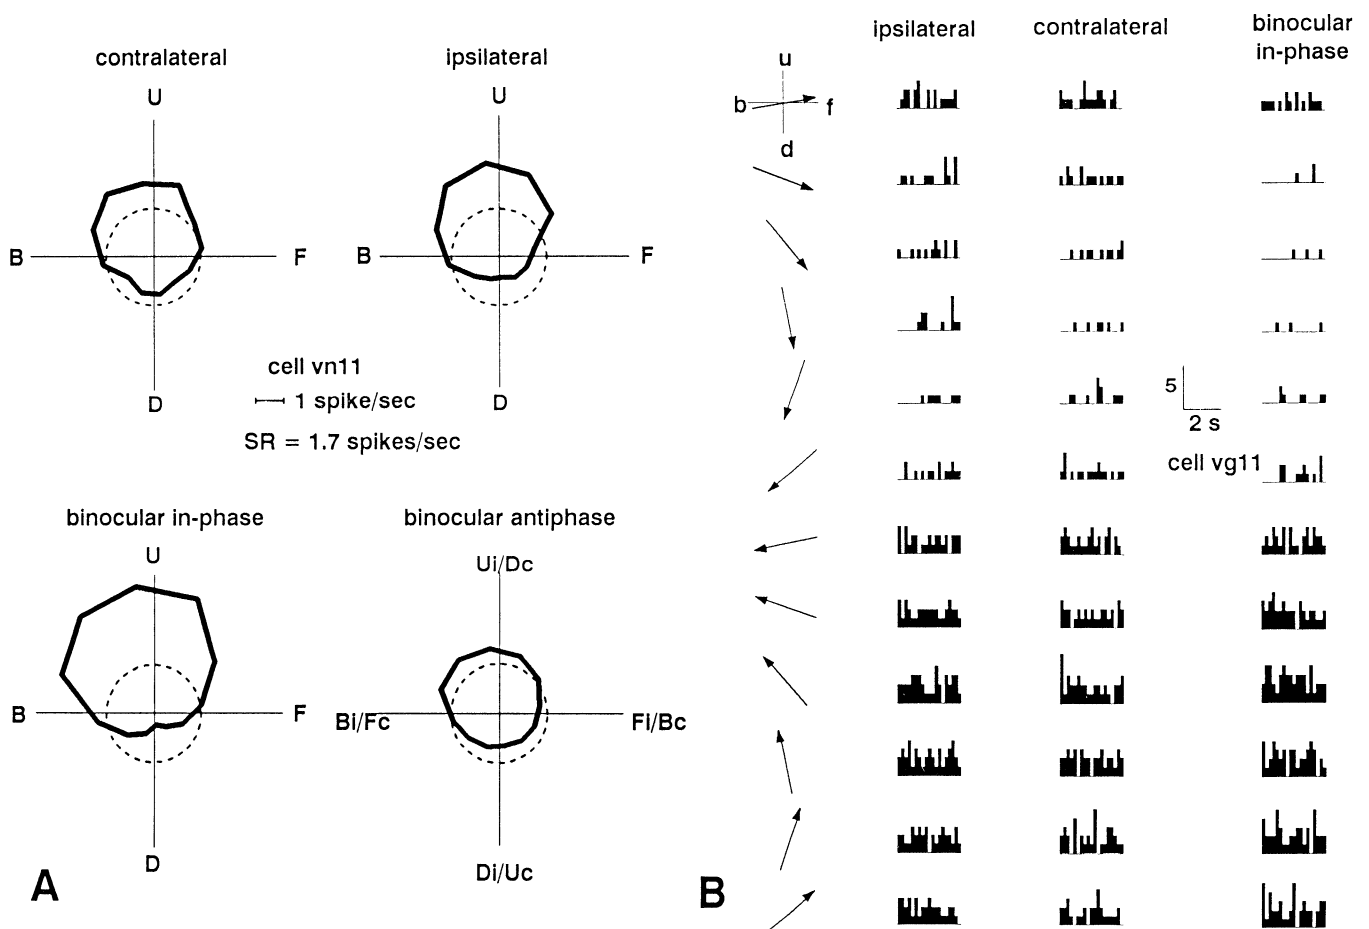 contralateral
U
B
F
D
ipsilateral
U
B
F
D
cell vn11
1 spike/sec
SR = 1.7 spikes/sec
binocular in-phase
U
B
F
D
binocular antiphase
Ui/Dc
Bi/Fc
Fi/Bc
Di/Uc
A
ipsilateral
contralateral
binocular
in-phase
u
b
f
d
5
2 s
cell vg11
B